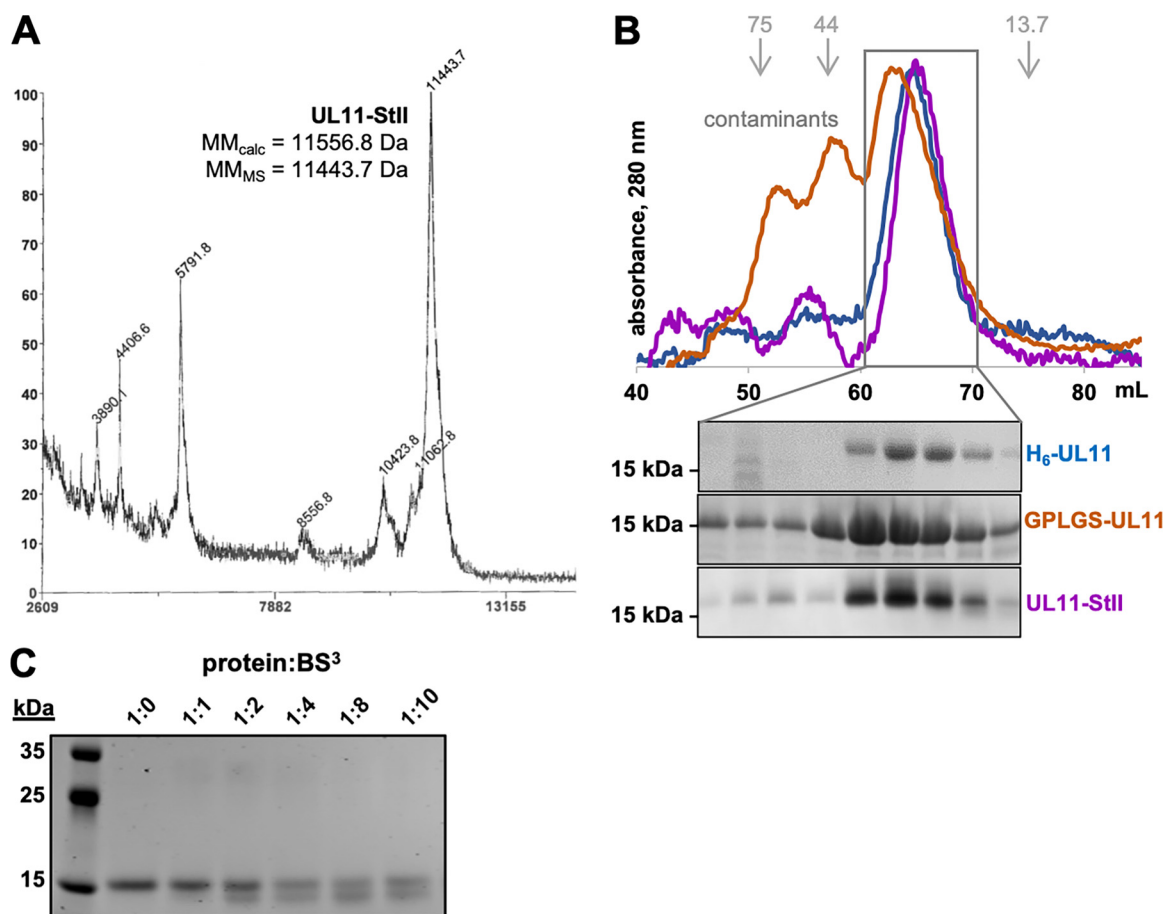 A
11443.7
UL11-StII
MMcalc = 11556.8 Da
MMMS = 11443.7 Da
5791.8
4406.6
3890.1
10423.8
11062.8
8556.8
100
90
80
70
60
50
40
30
20
10
0
2609
7882
13155
B
75
44
13.7
contaminants
absorbance, 280 nm
40
50
60
70
80
mL
15 kDa
H6-UL11
15 kDa
GPLGS-UL11
15 kDa
UL11-StII
C
protein:BS³
kDa
1:0
1:1
1:2
1:4
1:8
1:10
35
25
15